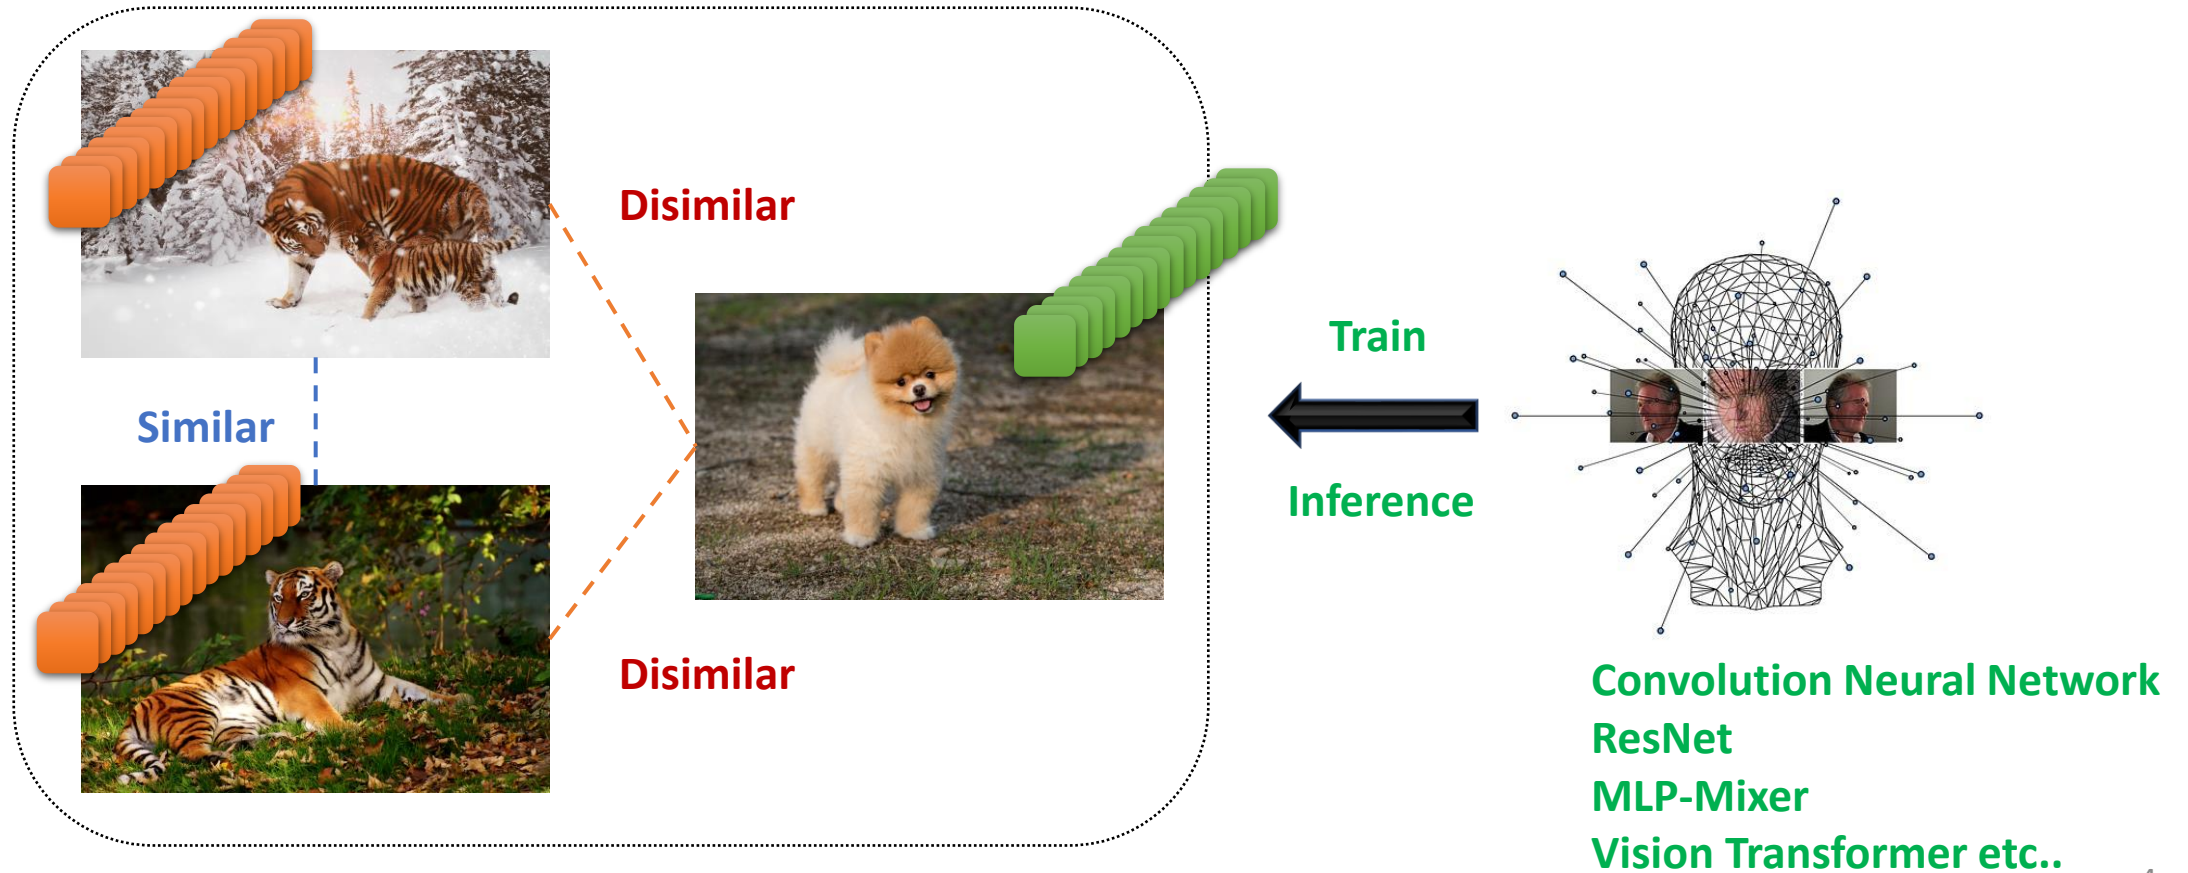 Disimilar
Similar
Disimilar
Train
Inference
Convolution Neural Network
ResNet
MLP-Mixer
Vision Transformer etc..